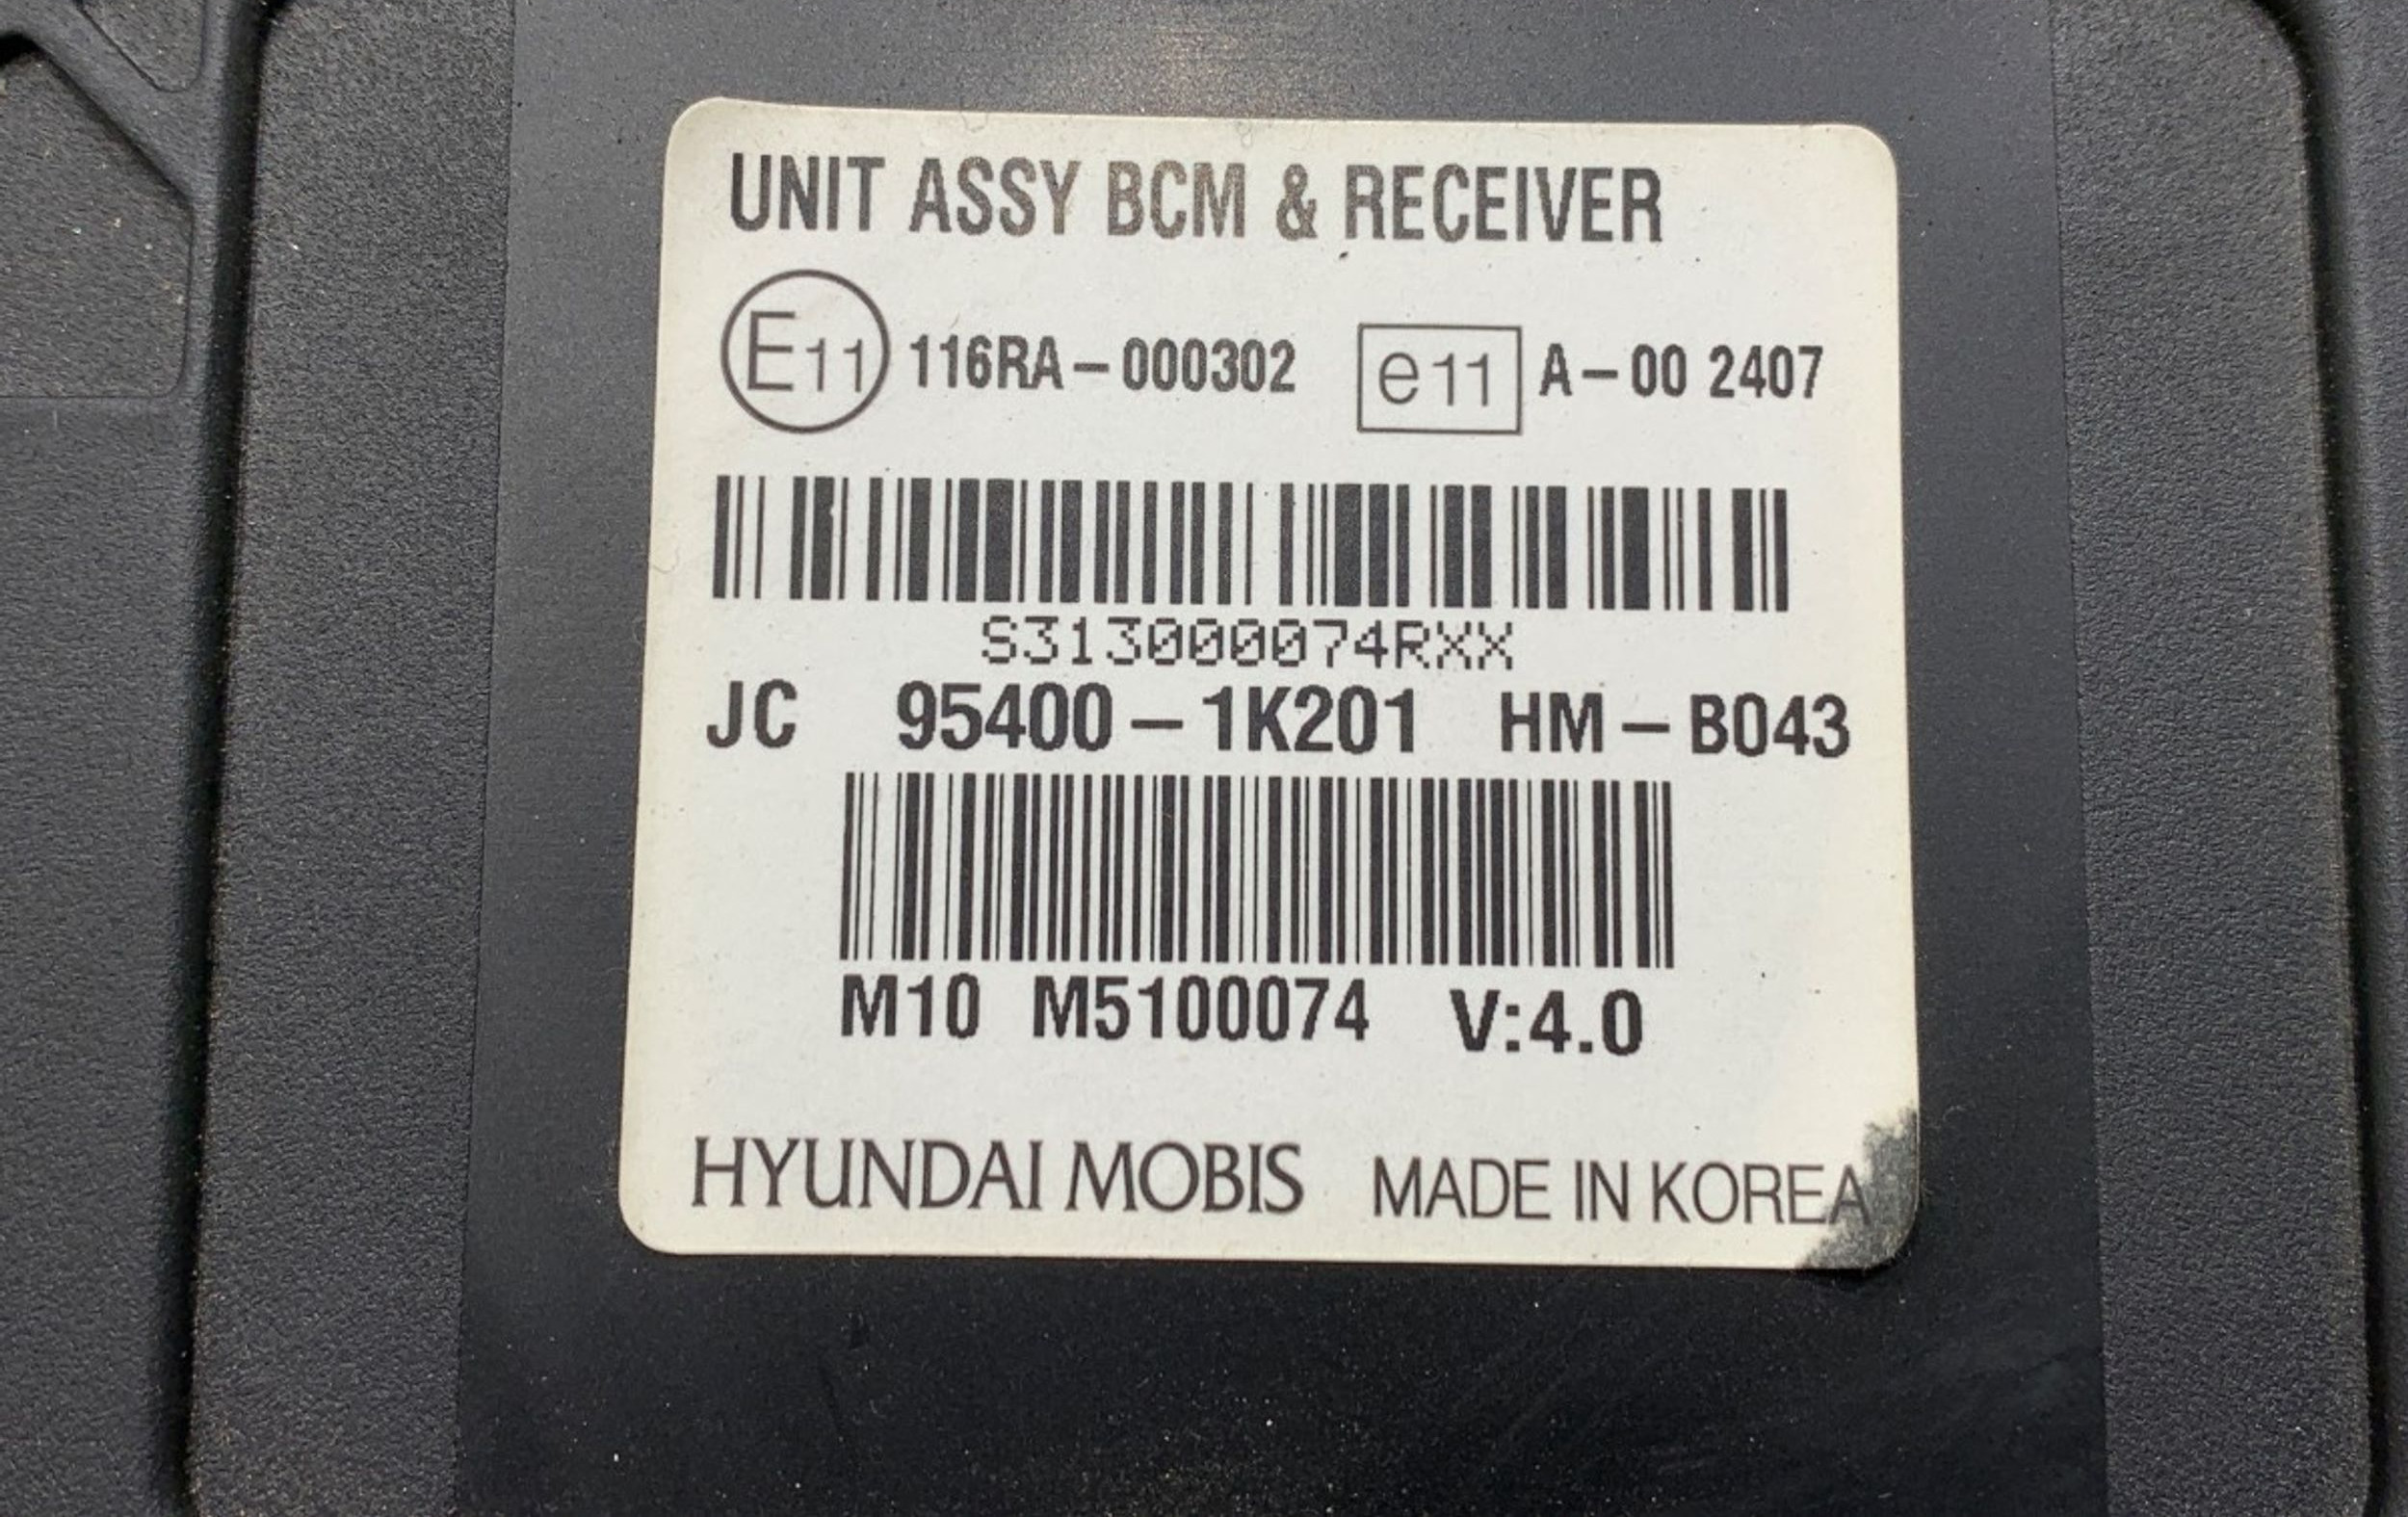 UNIT ASSY BCM & RECEIVER
E11 116RA-000302 e11 A-00 2407
S313000074RXX
JC 95400-1K201 HM-B043
M10 M5100074 V:4.0
HYUNDAI MOBIS MADE IN KOREA